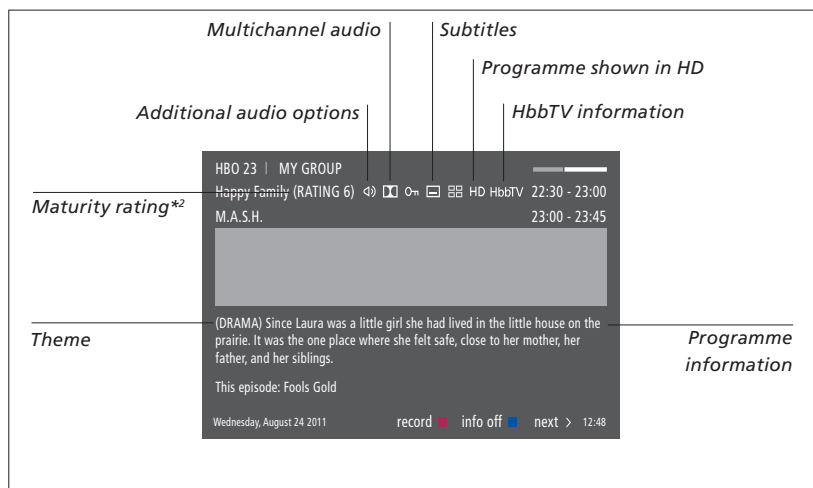 Multichannel audio
Subtitles
Programme shown in HD
Additional audio options
HbbTV information
HBO 23 | MY GROUP
Happy Family (RATING 6) HD HbbTV 22:30 - 23:00
Maturity rating*2
M.A.S.H. 23:00 - 23:45
(DRAMA) Since Laura was a little girl she had lived in the little house on the
Theme
prairie. It was the one place where she felt safe, close to her mother, her
father, and her siblings.
Programme
information
This episode: Fools Gold
Wednesday, August 24 2011 record info off next > 12:48